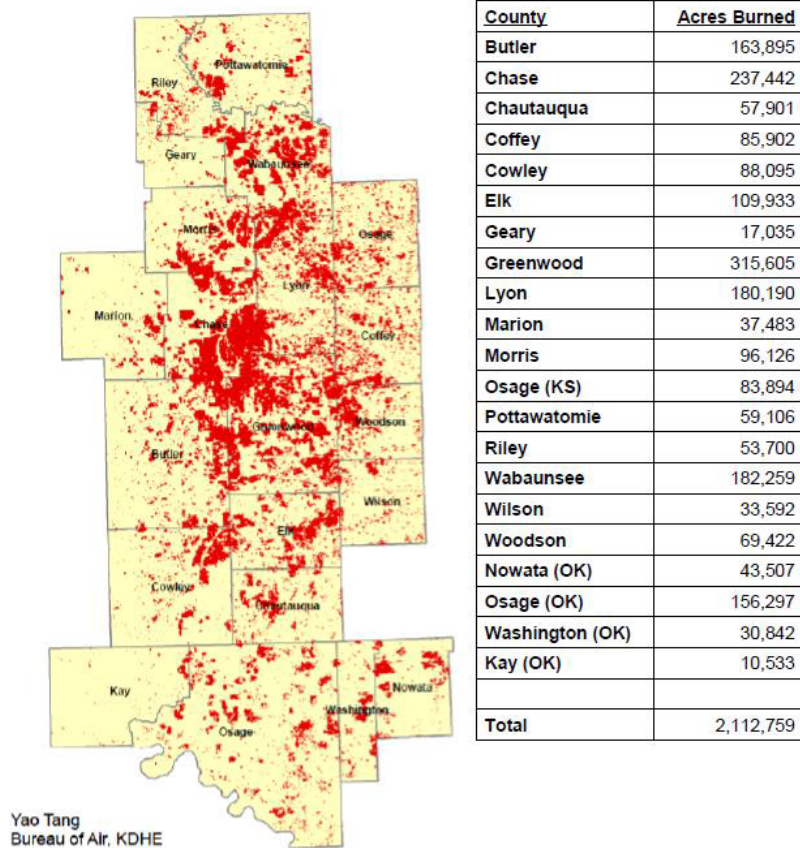 Pottawatomie
Riley
Geary
Wabaunsee
Morris
Osage
Lyon
Marion
Chase
Coffey
Greenwood
Woodson
Butler
Wilson
Elk
Cowley
Chautauqua
Kay
Nowata
Washington
Osage
Yao Tang
Bureau of Air, KDHE
County Acres Burned
Butler 163,895
Chase 237,442
Chautauqua 57,901
Coffey 85,902
Cowley 88,095
Elk 109,933
Geary 17,035
Greenwood 315,605
Lyon 180,190
Marion 37,483
Morris 96,126
Osage (KS) 83,894
Pottawatomie 59,106
Riley 53,700
Wabaunsee 182,259
Wilson 33,592
Woodson 69,422
Nowata (OK) 43,507
Osage (OK) 156,297
Washington (OK) 30,842
Kay (OK) 10,533
Total 2,112,759